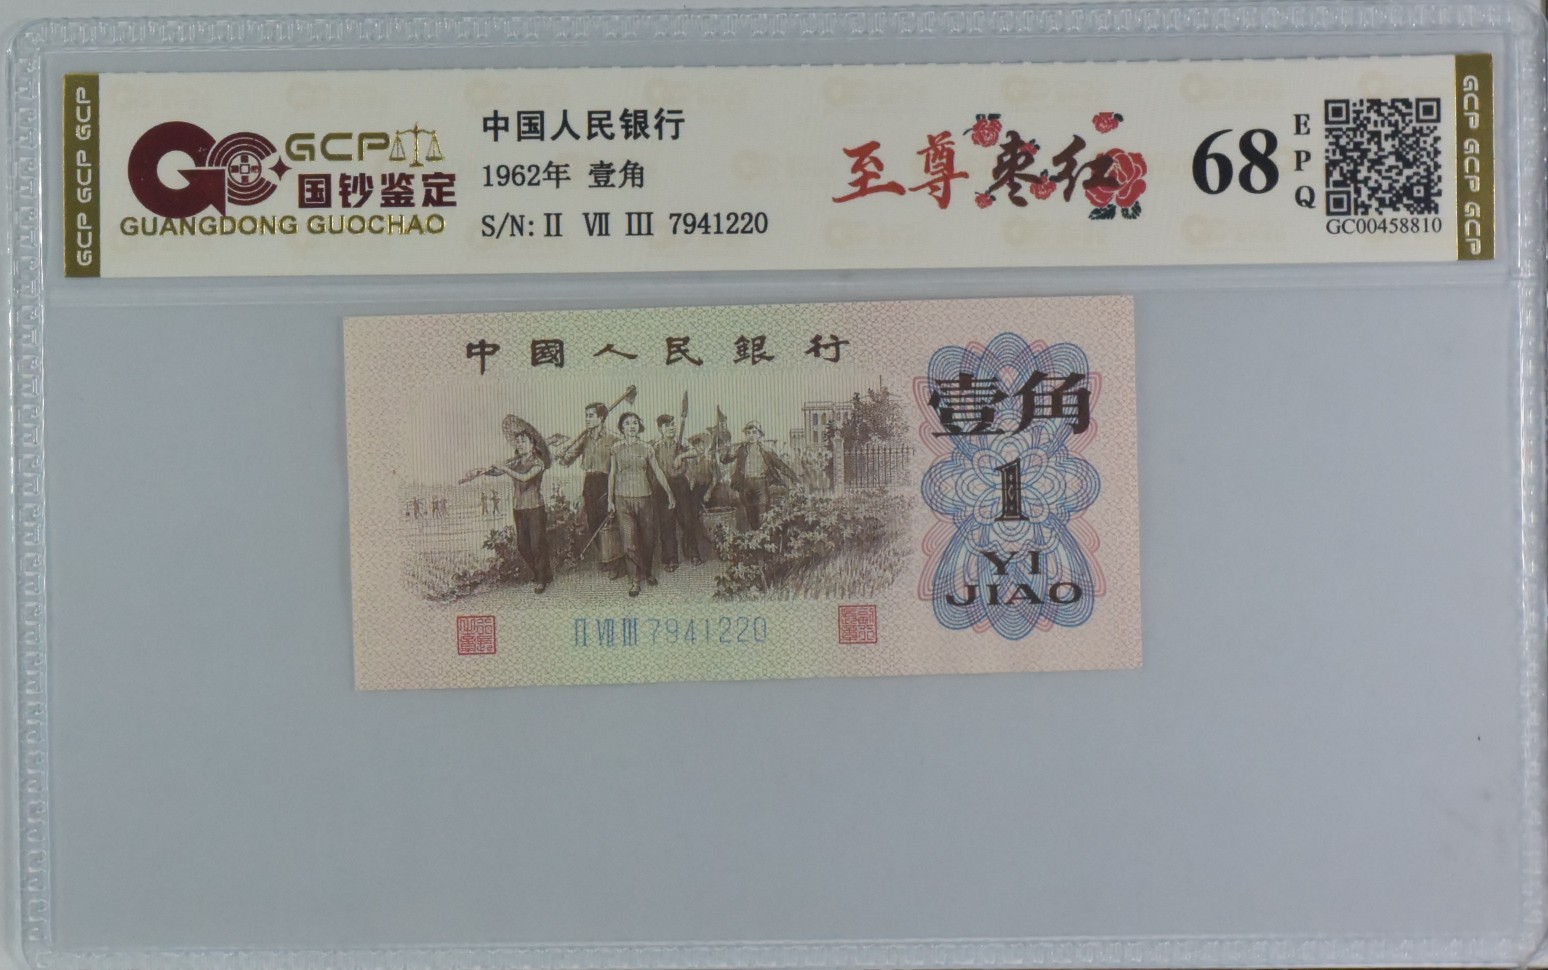 GCP GCP GCP
GCP
国钞鉴定
GUANGDONG GUOCHAO
中国人民银行
1962年 壹角
S/N: II VII III 7941220
至尊 枣红
68
EPQ
GC00458810
GCP GCP GCP
中國人民銀行
壹角
1
YI
JIAO
II VII III 7941220